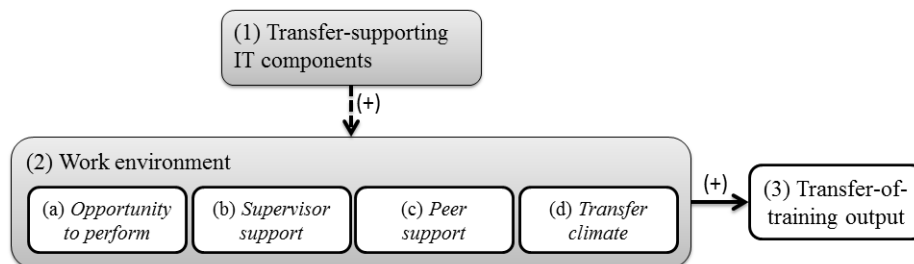 (1) Transfer-supporting
IT components
(+)
(2) Work environment
(+)
(a) Opportunity
to perform
(b) Supervisor
support
(c) Peer
support
(d) Transfer
climate
(3) Transfer-of-
training output